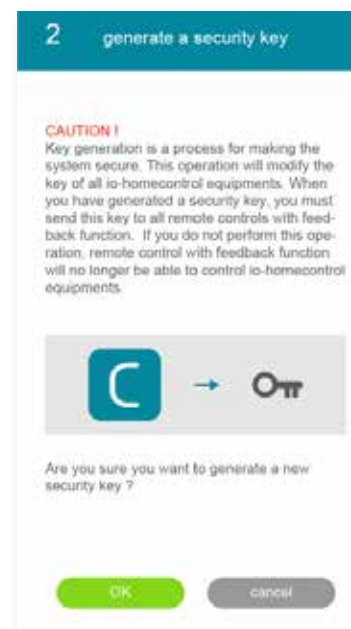 2 generate a security key
CAUTION !
Key generation is a process for making the
system secure. This operation will modify the
key of all io-homecontrol equipments. When
you have generated a security key, you must
send this key to all remote controls with feed-
back function. If you do not perform this ope-
ration, remote control with feedback function
will no longer be able to control io-homecontrol
equipments.
Are you sure you want to generate a new
security key ?
OK cancel